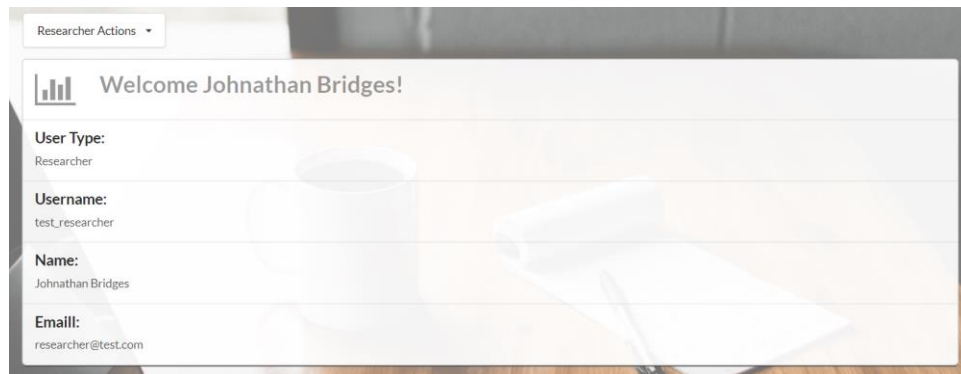 Researcher Actions
Welcome Johnathan Bridges!
User Type:
Researcher
Username:
test_researcher
Name:
Johnathan Bridges
Emaill:
researcher@test.com